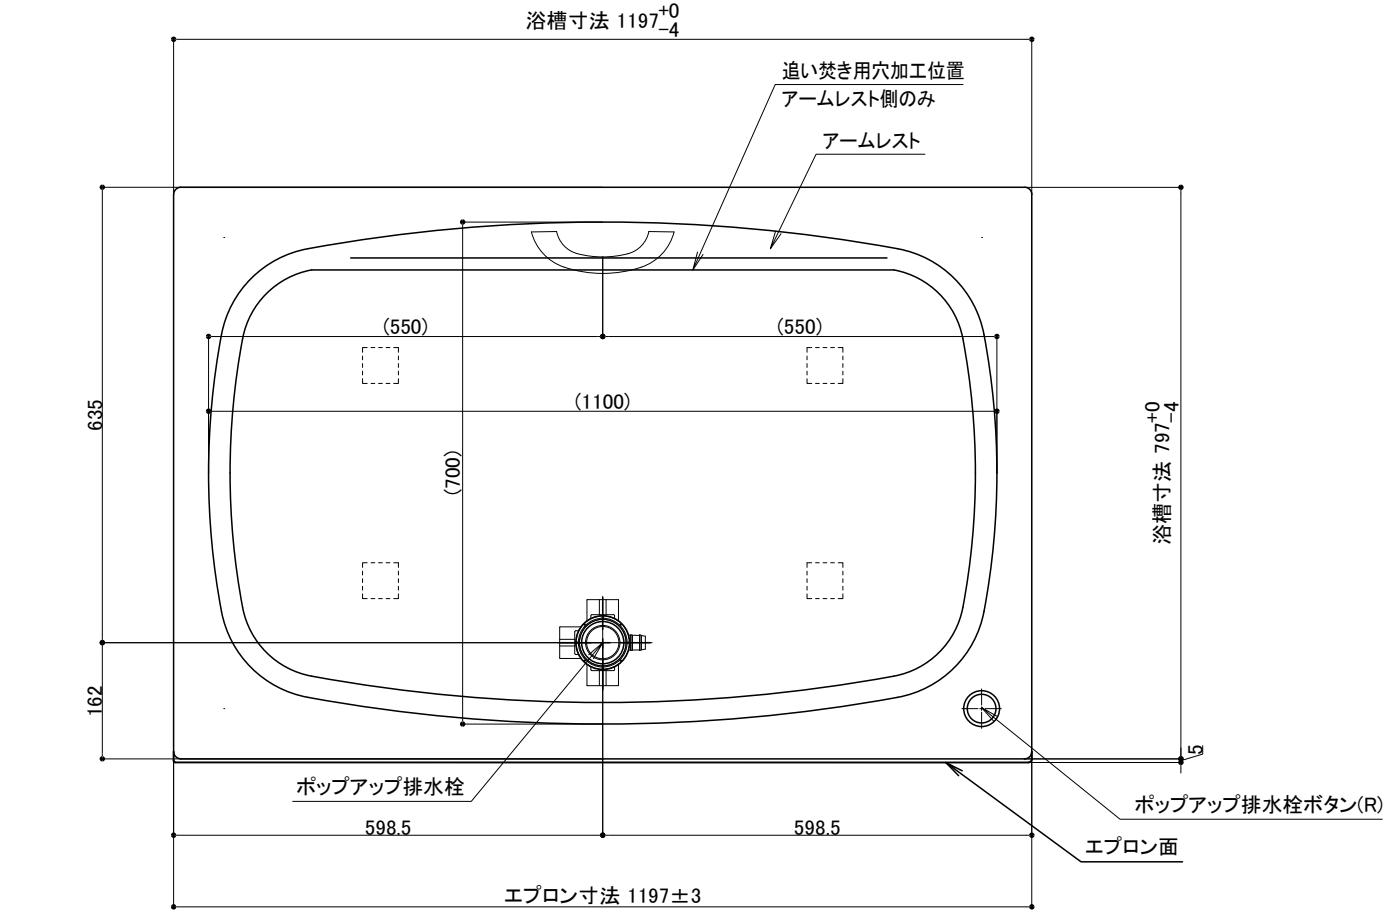 浴槽寸法 1197+0
−4
追い焚き用穴加工位置
アームレスト側のみ
アームレスト
(550)
(550)
(1100)
635
(700)
浴槽寸法 797+0
−4
162
5
ポップアップ排水栓
ポップアップ排水栓ボタン(R)
598.5
598.5
エプロン面
エプロン寸法 1197±3